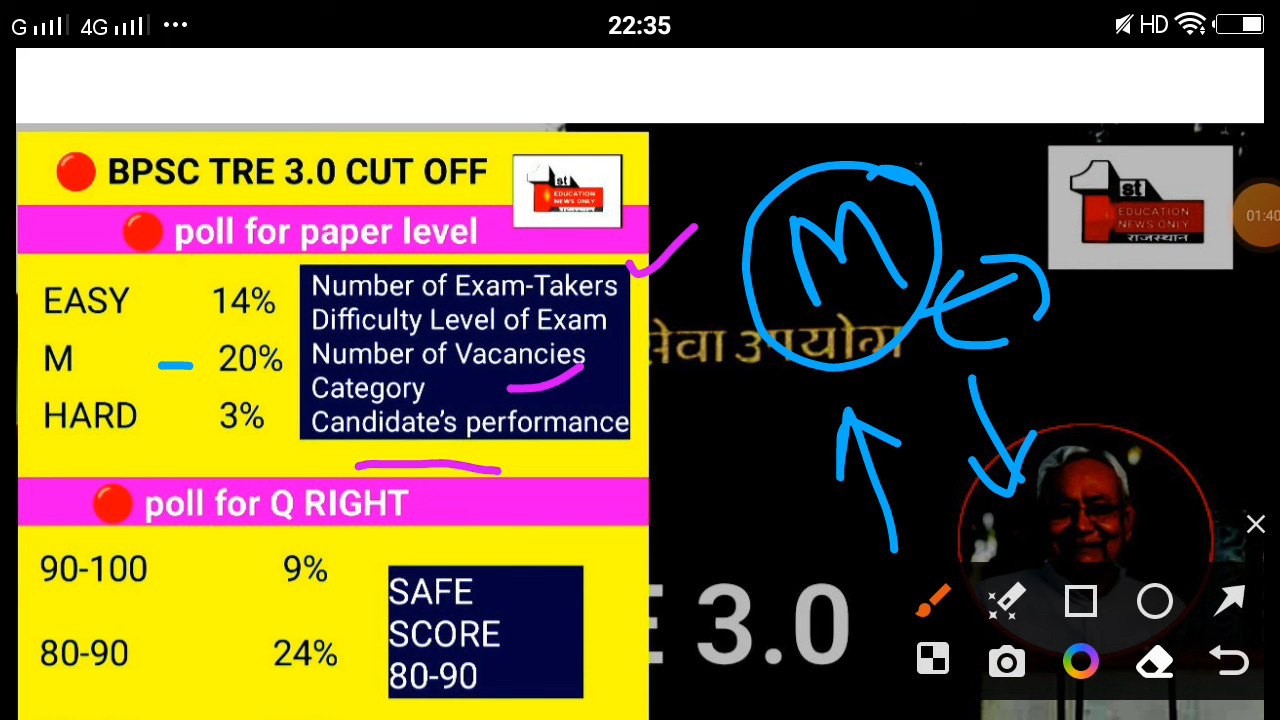 G 4G 22:35 HD
BPSC TRE 3.0 CUT OFF
1st
EDUCATION
NEWS ONLY
राजस्थान
poll for paper level
EASY 14%
M 20%
HARD 3%
Number of Exam-Takers
Difficulty Level of Exam
Number of Vacancies
Category
Candidate's performance
poll for Q RIGHT
90-100 9%
80-90 24%
SAFE
SCORE
80-90
M
सेवा उपयोग
1st
EDUCATION
NEWS ONLY
राजस्थान
01:40
E 3.0